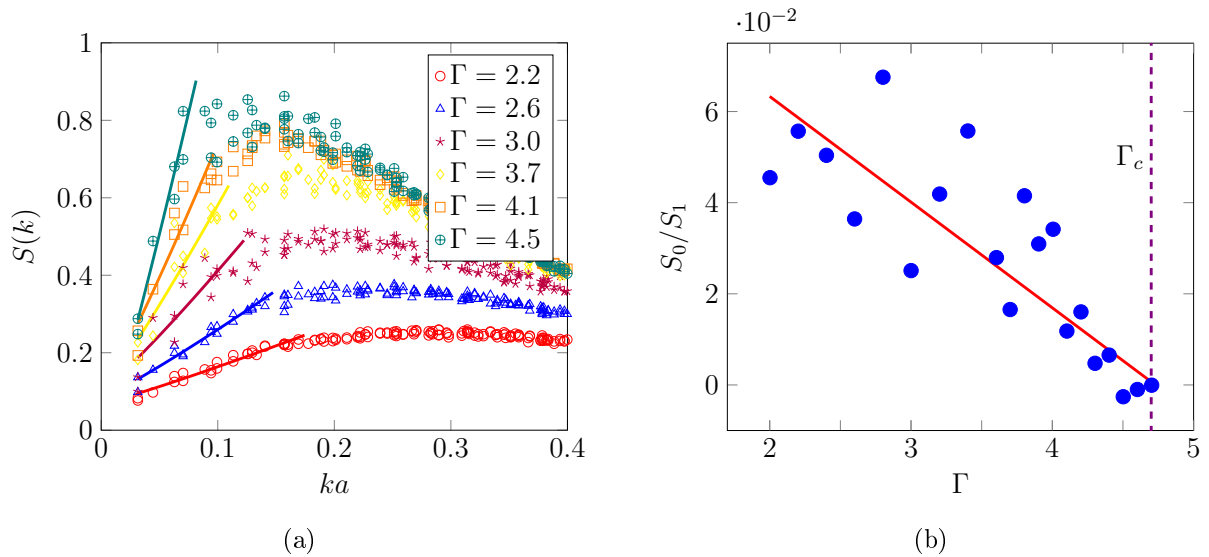 1
0.8
0.6
0.4
0.2
0
0
0.1
0.2
0.3
0.4
S(k)
ka
Γ = 2.2
Γ = 2.6
Γ = 3.0
Γ = 3.7
Γ = 4.1
Γ = 4.5
(a)
·10⁻²
6
4
2
0
2
3
4
5
S₀/S₁
Γ
Γ_c
(b)